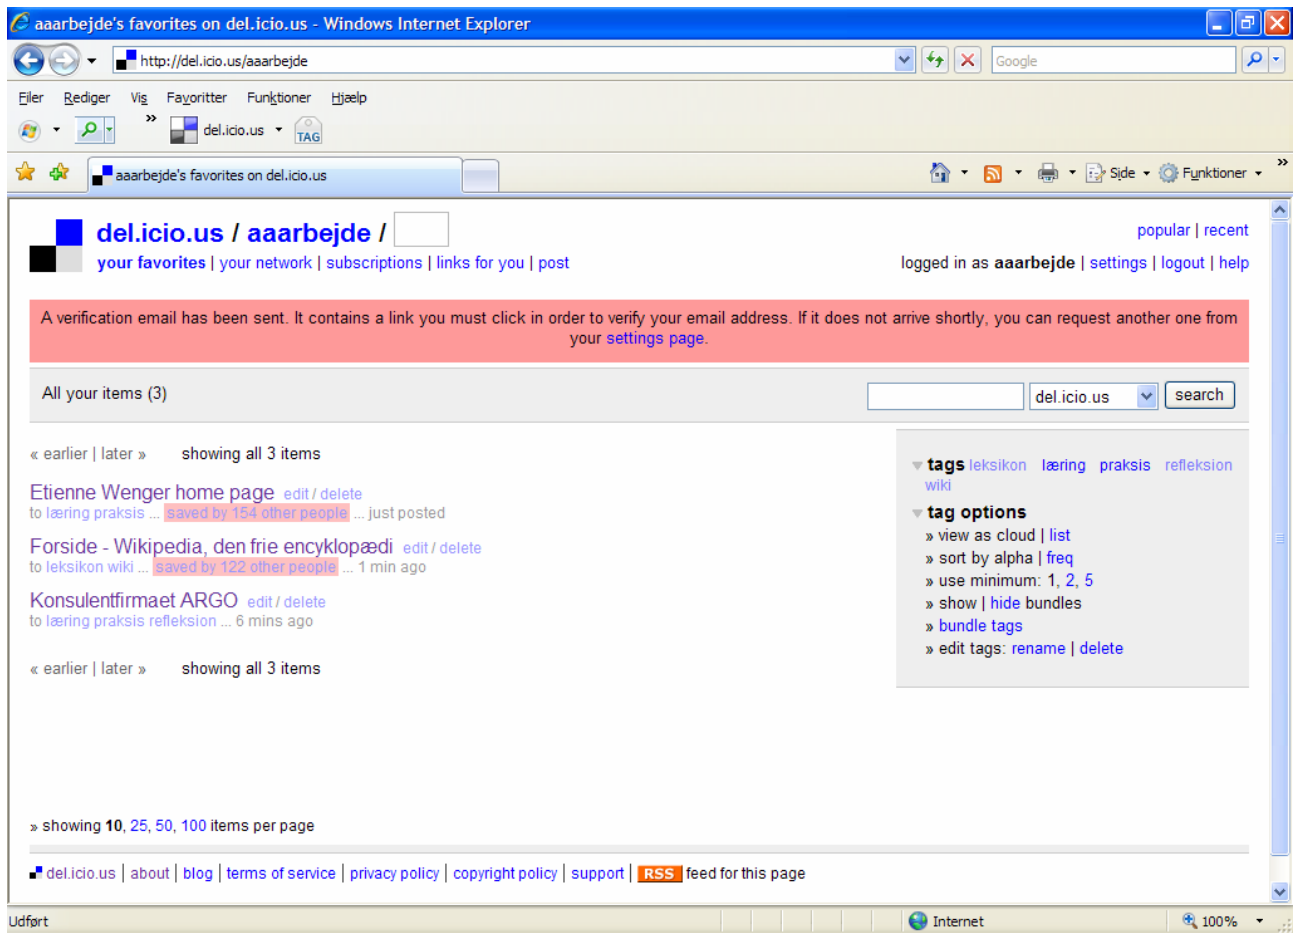 aaarbejde's favorites on del.icio.us - Windows Internet Explorer
http://del.icio.us/aaarbejde
Google
Filer Rediger Vis Favoritter Funktioner Hjælp
» del.icio.us TAG
aaarbejde's favorites on del.icio.us
Side Funktioner »
del.icio.us / aaarbejde /
popular | recent
your favorites | your network | subscriptions | links for you | post
logged in as aaarbejde | settings | logout | help
A verification email has been sent. It contains a link you must click in order to verify your email address. If it does not arrive shortly, you can request another one from
your settings page.
All your items (3)
del.icio.us search
« earlier | later » showing all 3 items
Etienne Wenger home page edit / delete
to læring praksis ... saved by 154 other people ... just posted
Forside - Wikipedia, den frie encyklopædi edit / delete
to leksikon wiki ... saved by 122 other people ... 1 min ago
Konsulentfirmaet ARGO edit / delete
to læring praksis refleksion ... 6 mins ago
« earlier | later » showing all 3 items
tags leksikon læring praksis refleksion
wiki
tag options
» view as cloud | list
» sort by alpha | freq
» use minimum: 1, 2, 5
» show | hide bundles
» bundle tags
» edit tags: rename | delete
» showing 10, 25, 50, 100 items per page
del.icio.us | about | blog | terms of service | privacy policy | copyright policy | support | RSS feed for this page
Udført
Internet
100%